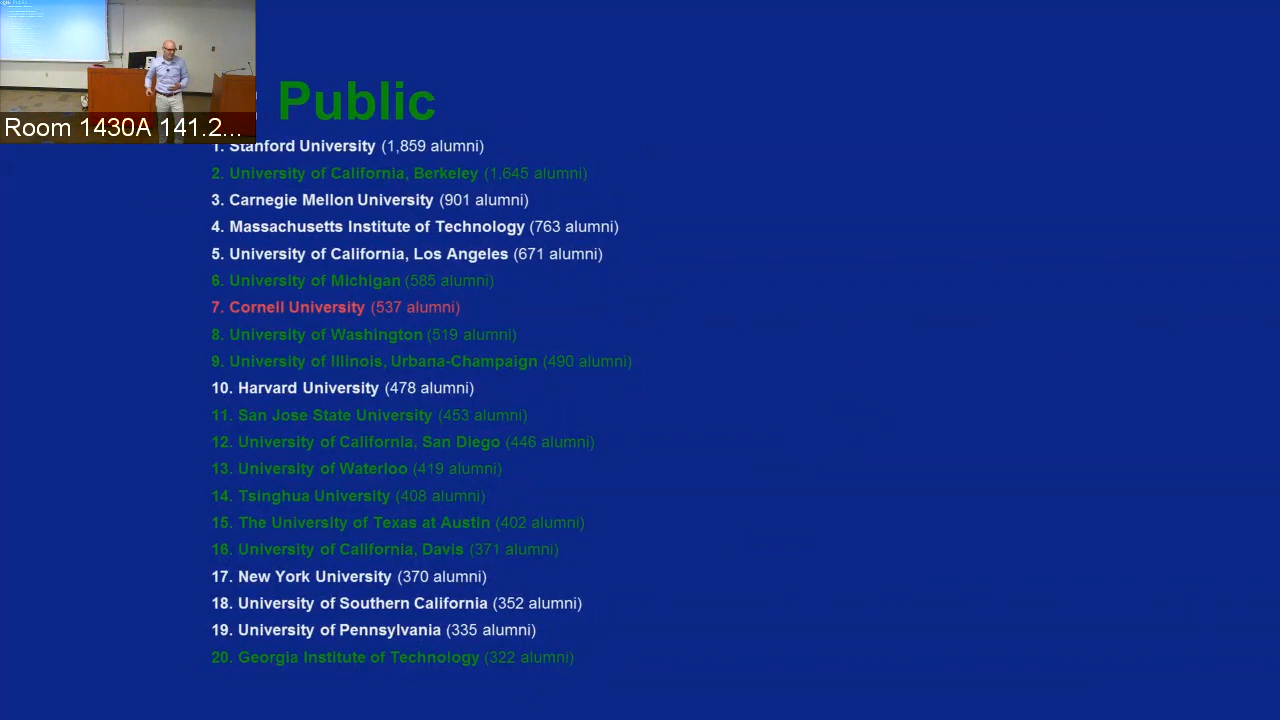 Room 1430A 141.2...
: Public
1. Stanford University (1,859 alumni)
2. University of California, Berkeley (1,645 alumni)
3. Carnegie Mellon University (901 alumni)
4. Massachusetts Institute of Technology (763 alumni)
5. University of California, Los Angeles (671 alumni)
6. University of Michigan (585 alumni)
7. Cornell University (537 alumni)
8. University of Washington (519 alumni)
9. University of Illinois, Urbana-Champaign (490 alumni)
10. Harvard University (478 alumni)
11. San Jose State University (453 alumni)
12. University of California, San Diego (446 alumni)
13. University of Waterloo (419 alumni)
14. Tsinghua University (408 alumni)
15. The University of Texas at Austin (402 alumni)
16. University of California, Davis (371 alumni)
17. New York University (370 alumni)
18. University of Southern California (352 alumni)
19. University of Pennsylvania (335 alumni)
20. Georgia Institute of Technology (322 alumni)